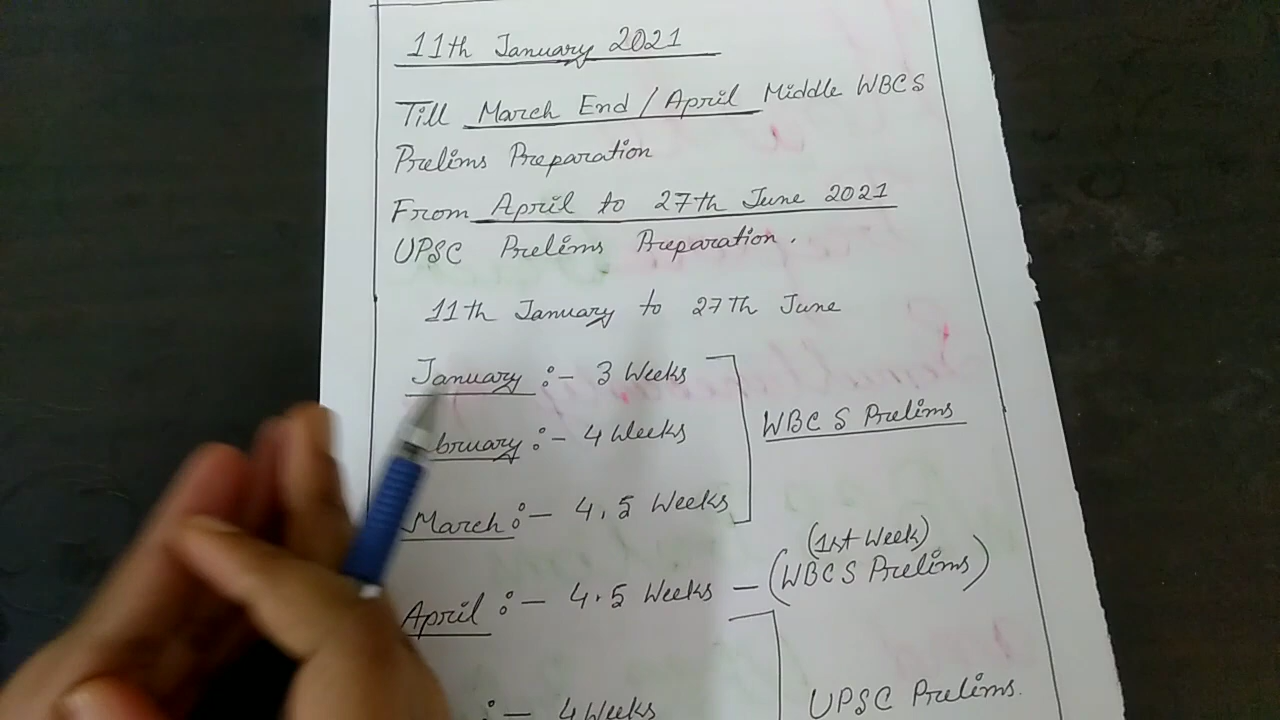 11th January 2021
Till March End / April Middle WBCS
Prelims Preparation
From April to 27th June 2021
UPSC Prelims Preparation.
11th January to 27th June
January :- 3 Weeks
bruary :- 4 Weeks
WBCS Prelims
March :- 4.5 Weeks
(1st Week)
April :- 4.5 Weeks - (WBCS Prelims)
:- 4 Weeks
UPSC Prelims.